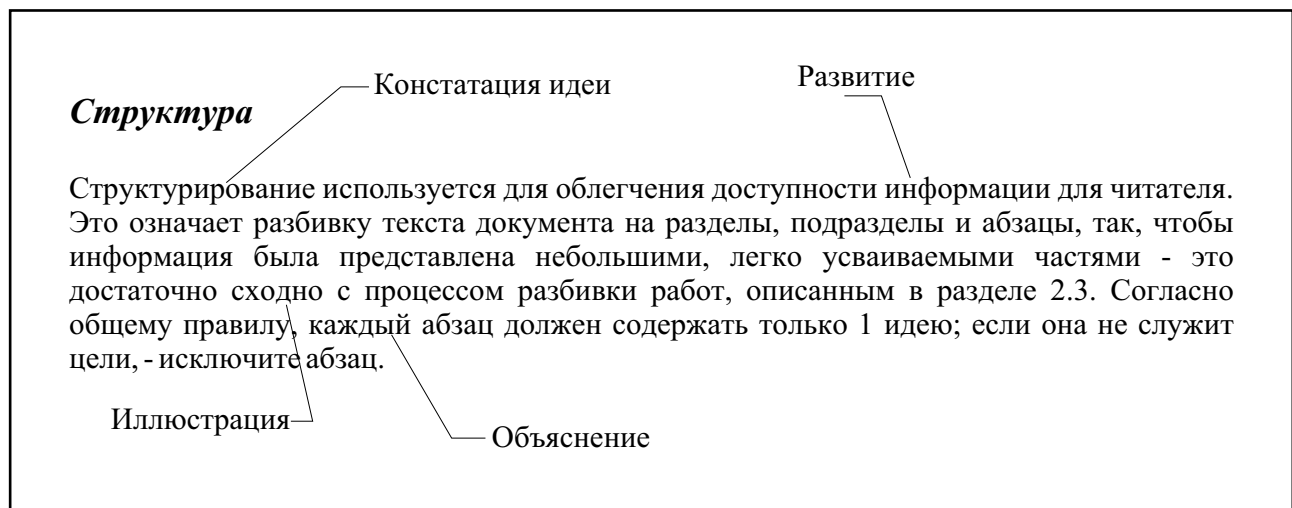 Констатация идеи
Развитие
Структура
Структурирование используется для облегчения доступности информации для читателя.
Это означает разбивку текста документа на разделы, подразделы и абзацы, так, чтобы
информация была представлена небольшими, легко усваиваемыми частями - это
достаточно сходно с процессом разбивки работ, описанным в разделе 2.3. Согласно
общему правилу, каждый абзац должен содержать только 1 идею; если она не служит
цели, - исключите абзац.
Иллюстрация
Объяснение